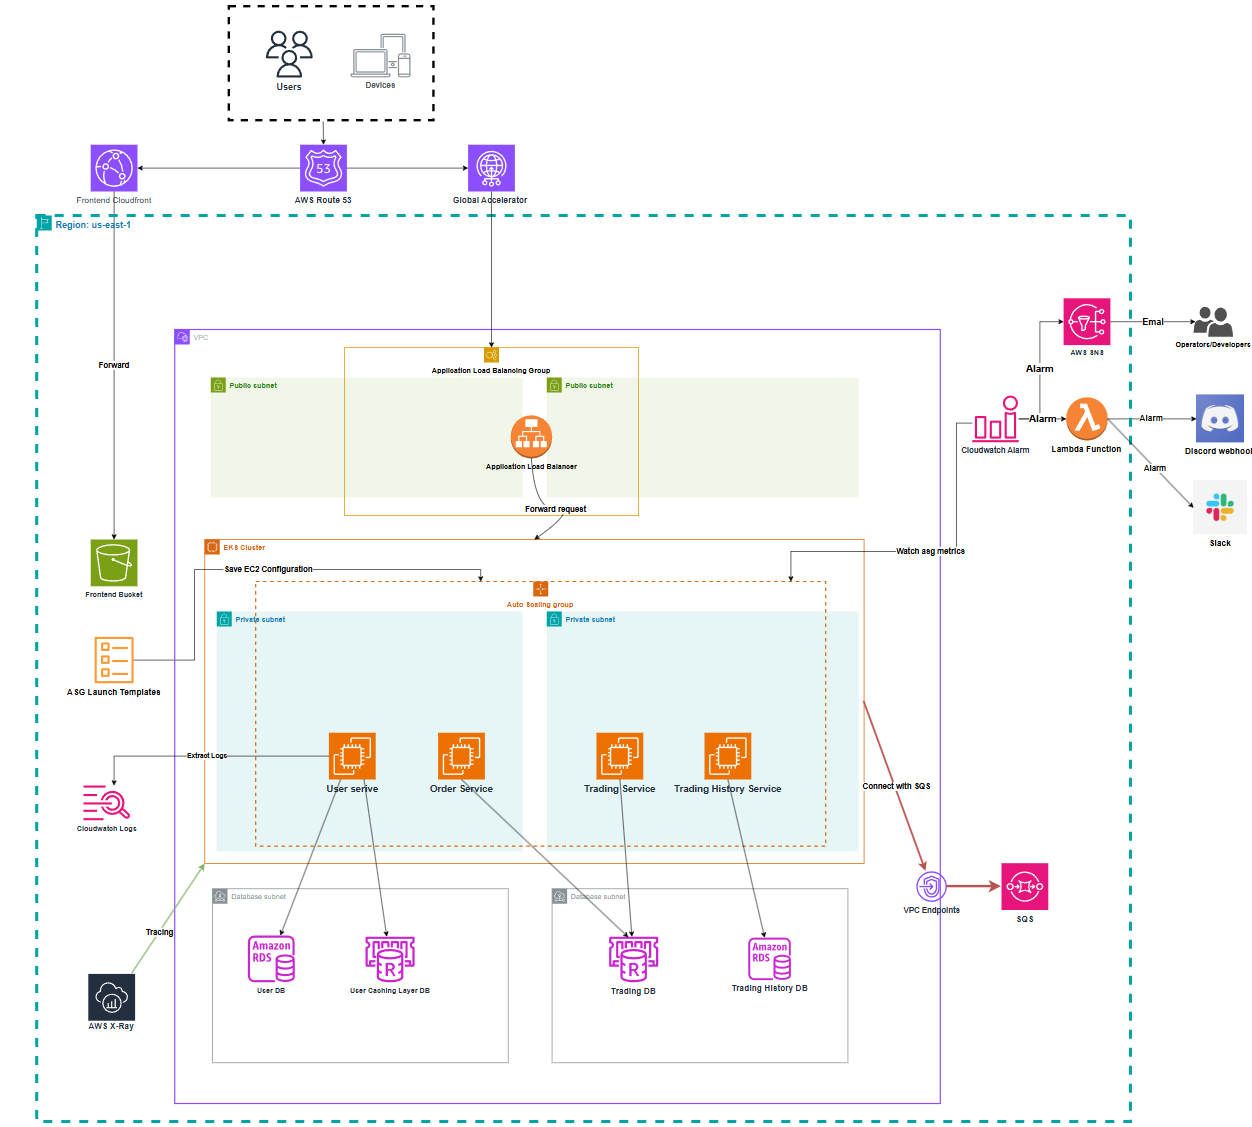 Users
Devices
53
Frontend Cloudfront
AWS Route 53
Global Accelerator
Region: us-east-1
VPC
Application Load Balancing Group
Public subnet
Public subnet
Application Load Balancer
Forward request
Forward
Emal
Operators/Developers
AWS SNS
Alarm
Alarm
Cloudwatch Alarm
Lambda Function
Alarm
Discord webhook
Alarm
Slack
EKS Cluster
Watch asg metrics
Save EC2 Configuration
Frontend Bucket
Auto Scaling group
Private subnet
Private subnet
ASG Launch Templates
Extract Logs
User serive
Order Service
Trading Service
Trading History Service
Connect with SQS
Cloudwatch Logs
Database subnet
Database subnet
VPC Endpoints
SQS
Tracing
Amazon
RDS
User DB
R
User Caching Layer DB
R
Trading DB
Amazon
RDS
Trading History DB
AWS X-Ray